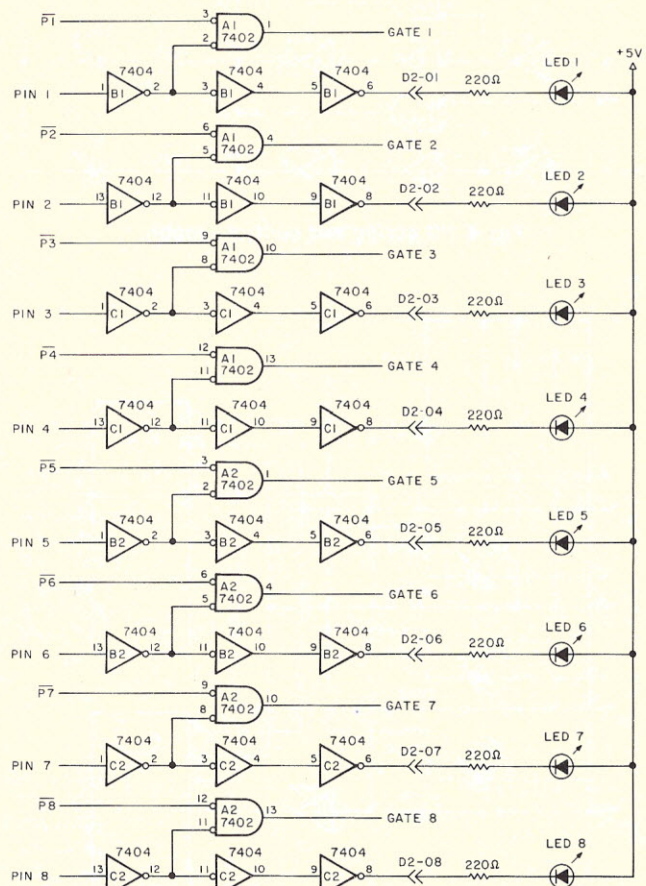 P1 3 A1 7402 1 GATE 1
2
+5V
PIN 1 1 7404 B1 2 3 7404 B1 4 5 7404 B1 6 D2-01 220Ω LED 1
P2 6 A1 7402 4 GATE 2
5
PIN 2 13 7404 B1 12 11 7404 B1 10 9 7404 B1 8 D2-02 220Ω LED 2
P3 9 A1 7402 10 GATE 3
8
PIN 3 1 7404 C1 2 3 7404 C1 4 5 7404 C1 6 D2-03 220Ω LED 3
P4 12 A1 7402 13 GATE 4
11
PIN 4 13 7404 C1 12 11 7404 C1 10 9 7404 C1 8 D2-04 220Ω LED 4
P5 3 A2 7402 1 GATE 5
2
PIN 5 1 7404 B2 2 3 7404 B2 4 5 7404 B2 6 D2-05 220Ω LED 5
P6 6 A2 7402 4 GATE 6
5
PIN 6 13 7404 B2 12 11 7404 B2 10 9 7404 B2 8 D2-06 220Ω LED 6
P7 9 A2 7402 10 GATE 7
8
PIN 7 1 7404 C2 2 3 7404 C2 4 5 7404 C2 6 D2-07 220Ω LED 7
P8 12 A2 7402 13 GATE 8
11
PIN 8 13 7404 C2 12 11 7404 C2 10 9 7404 C2 8 D2-08 220Ω LED 8